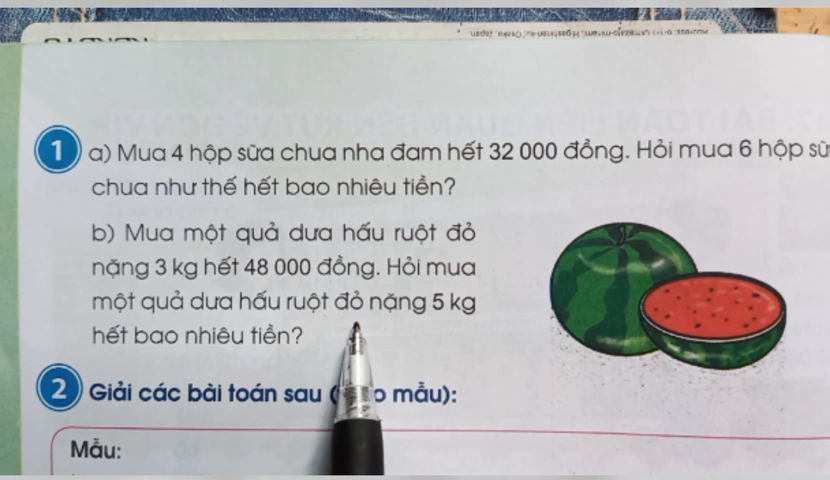 1 a) Mua 4 hộp sữa chua nha đam hết 32 000 đồng. Hỏi mua 6 hộp
chua như thế hết bao nhiêu tiền?
b) Mua một quả dưa hấu ruột đỏ
nặng 3 kg hết 48 000 đồng. Hỏi mua
một quả dưa hấu ruột đỏ nặng 5 kg
hết bao nhiêu tiền?
2 Giải các bài toán sau mẫu):
Mẫu: